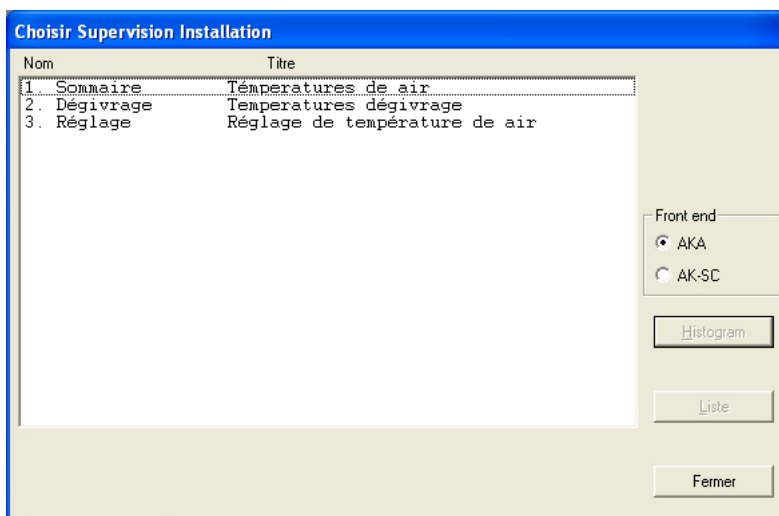 Choisir Supervision Installation
Nom Titre
1. Sommaire Témperatures de air
2. Dégivrage Temperatures dégivrage
3. Réglage Réglage de température de air
Front end
AKA
AK-SC
Histogram
Liste
Fermer